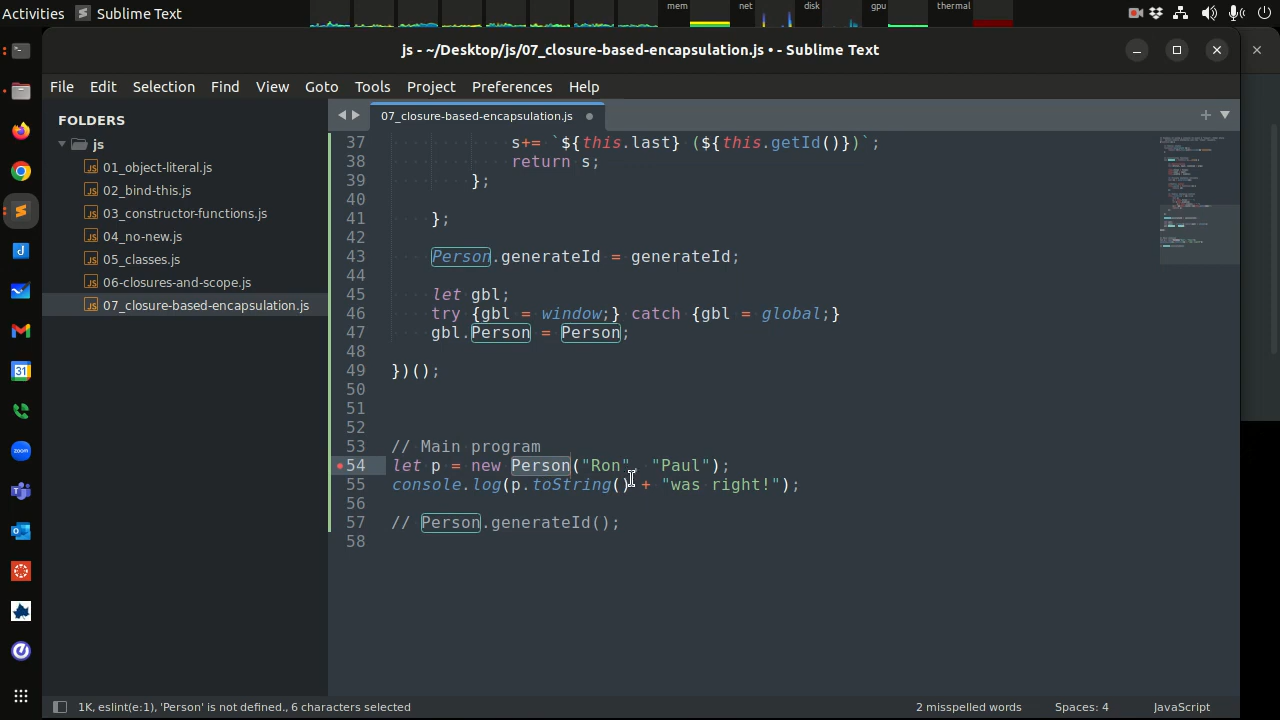 Activities
Sublime Text
mem
net
disk
gpu
thermal
js - ~/Desktop/js/07_closure-based-encapsulation.js • - Sublime Text
File Edit Selection View Find Goto Tools Project Preferences Help
FOLDERS
js
01_object-literal.js
02_bind-this.js
03_constructor-functions.js
04_no-new.js
05_classes.js
06-closures-and-scope.js
07_closure-based-encapsulation.js
07_closure-based-encapsulation.js
37 s+= `${this.last} (${this.getId()})`;
38 return s;
39 };
40
41 };
42
43 Person.generateId = generateId;
44
45 let gbl;
46 try {gbl = window;} catch {gbl = global;}
47 gbl.Person = Person;
48
49 })();
50
51
52
53 // Main program
54 let p = new Person("Ron", "Paul");
55 console.log(p.toString() + "was right!");
56
57 // Person.generateId();
58
1K, eslint(e:1), 'Person' is not defined., 6 characters selected
2 misspelled words
Spaces: 4
JavaScript
31
zoom